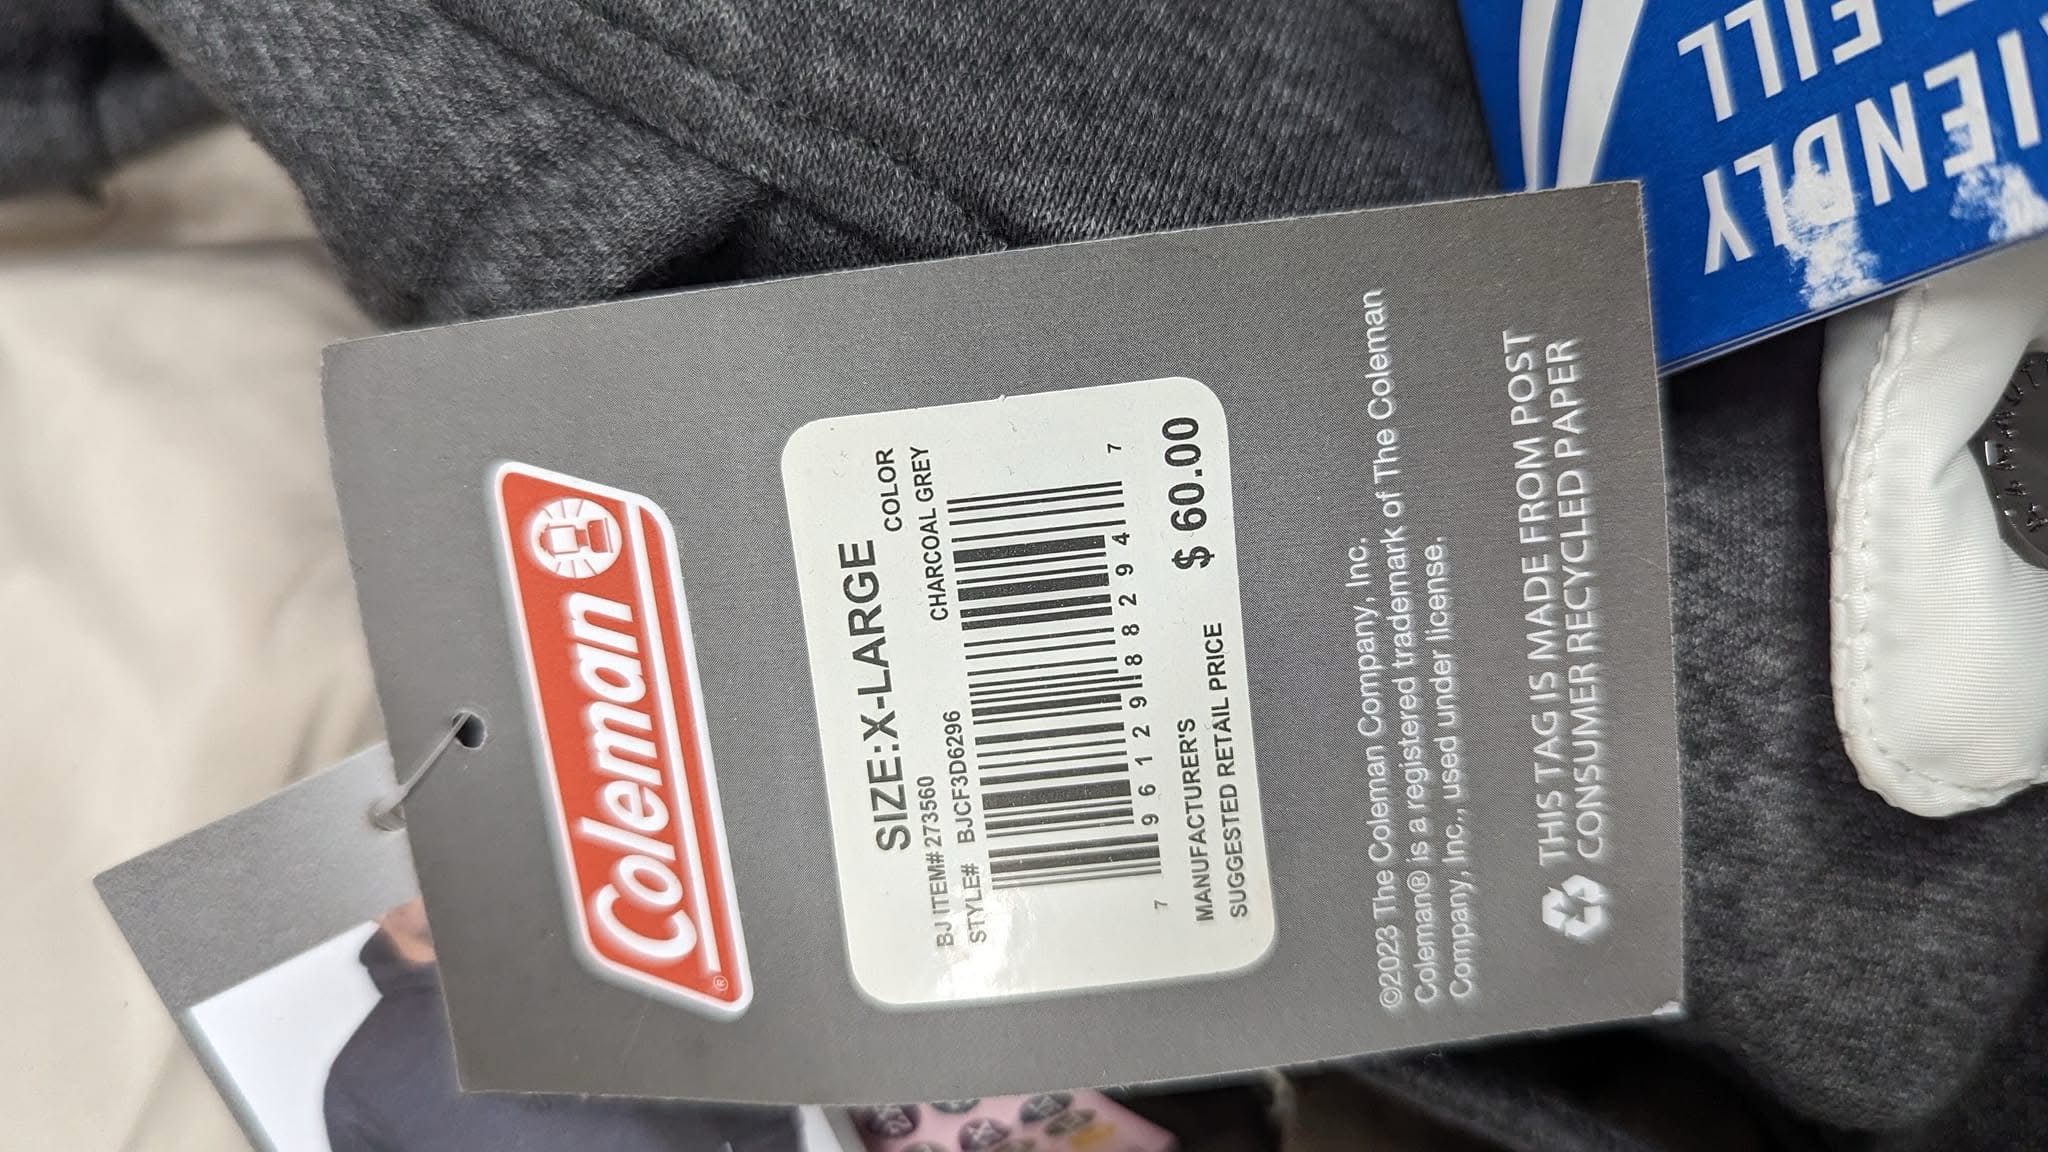 Coleman®
SIZE:X-LARGE
BJ ITEM# 273560 COLOR
STYLE# BJCF3D6296 CHARCOAL GREY
7 96129 88294 7
MANUFACTURER'S
SUGGESTED RETAIL PRICE $ 60.00
©2023 The Coleman Company, Inc.
Coleman® is a registered trademark of The Coleman
Company, Inc., used under license.
THIS TAG IS MADE FROM POST
CONSUMER RECYCLED PAPER
FILL